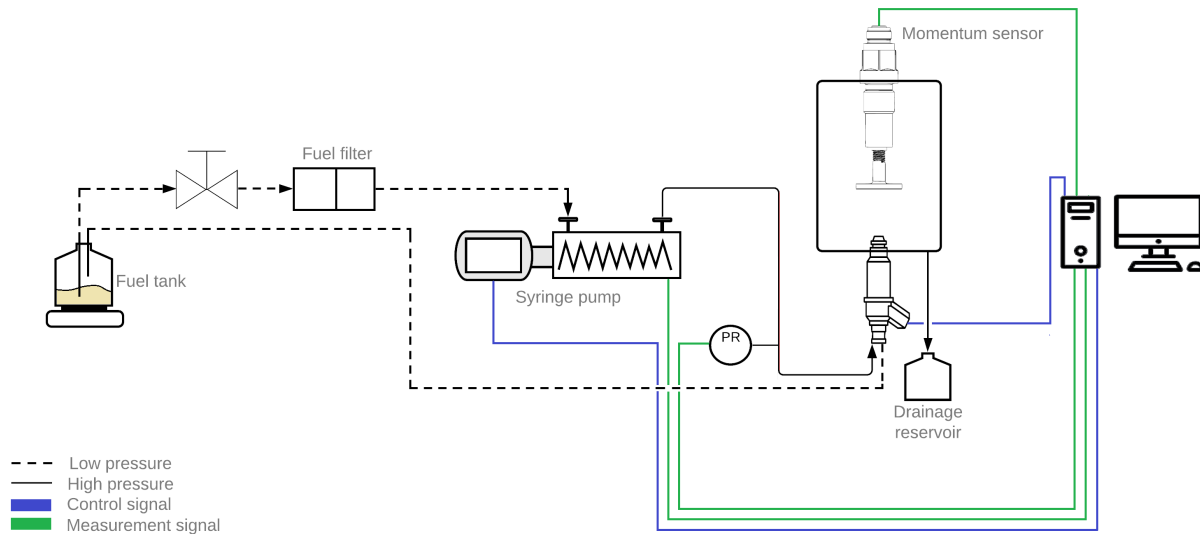 Momentum sensor
Fuel filter
Fuel tank
Syringe pump
PR
Drainage
reservoir
Low pressure
High pressure
Control signal
Measurement signal